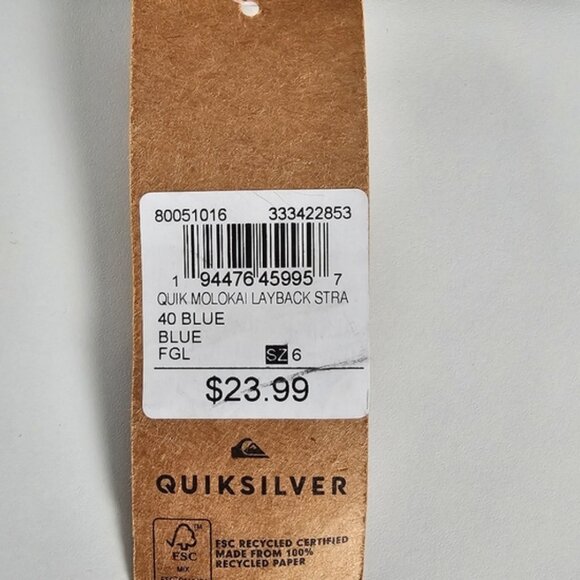 80051016 333422853
1 94476 45995 7
QUIK MOLOKAI LAYBACK STRA
40 BLUE
BLUE
FGL SZ 6
$23.99
QUIKSILVER
FSC RECYCLED CERTIFIED
MADE FROM 100%
RECYCLED PAPER
TM
FSC
MIX